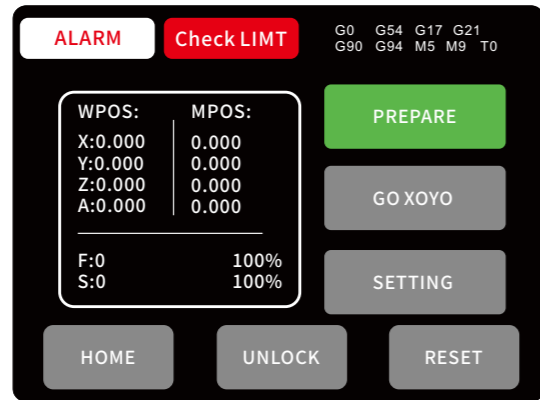 ALARM
Check LIMT
G0 G54 G17 G21
G90 G94 M5 M9 T0
WPOS: MPOS:
X:0.000 0.000
Y:0.000 0.000
Z:0.000 0.000
A:0.000 0.000
F:0 100%
S:0 100%
PREPARE
GO XOYO
SETTING
HOME
UNLOCK
RESET